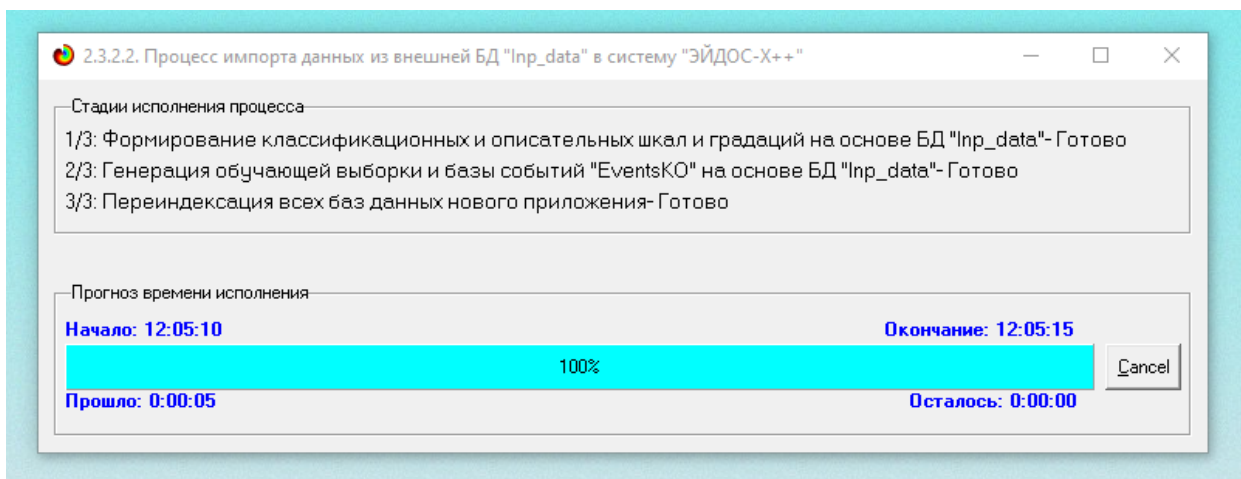 2.3.2.2. Процесс импорта данных из внешней БД "Inp_data" в систему "ЭЙДОС-X++"
Стадии исполнения процесса
1/3: Формирование классификационных и описательных шкал и градаций на основе БД "Inp_data"- Готово
2/3: Генерация обучающей выборки и базы событий "EventsKO" на основе БД "Inp_data"- Готово
3/3: Переиндексация всех баз данных нового приложения- Готово
Прогноз времени исполнения
Начало: 12:05:10 Окончание: 12:05:15
100% Cancel
Прошло: 0:00:05 Осталось: 0:00:00